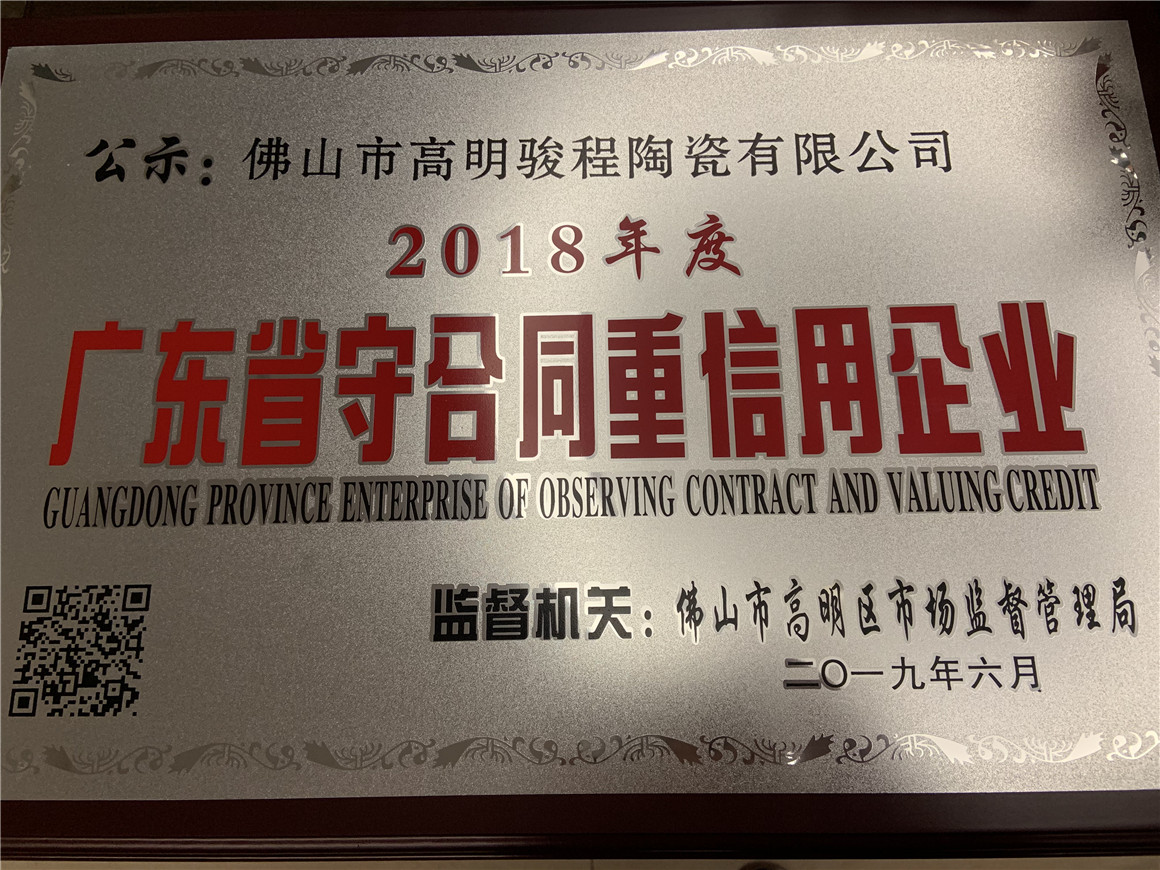 公示：佛山市高明骏程陶瓷有限公司
2018年度
广东省守合同重信用企业
GUANGDONG PROVINCE ENTERPRISE OF OBSERVING CONTRACT AND VALUING CREDIT
监督机关：佛山市高明区市场监督管理局
二〇一九年六月